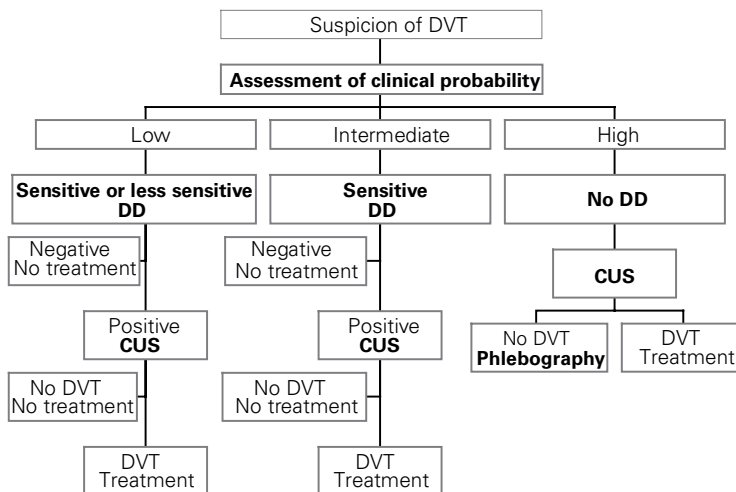 Suspicion of DVT
Assessment of clinical probability
Low
Intermediate
High
Sensitive or less sensitive
DD
Sensitive
DD
No DD
Negative
No treatment
Negative
No treatment
CUS
Positive
CUS
Positive
CUS
No DVT
Phlebography
DVT
Treatment
No DVT
No treatment
No DVT
No treatment
DVT
Treatment
DVT
Treatment